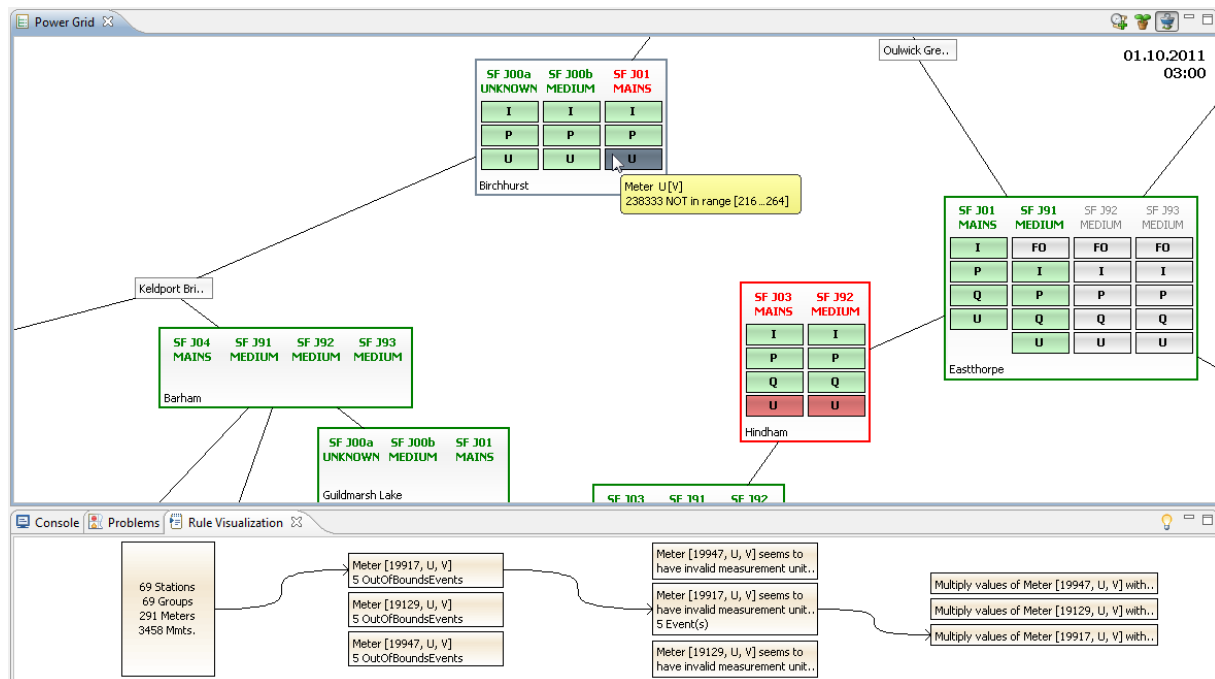 Power Grid
01.10.2011
03:00
Oulwick Gre..
SF J00a SF J00b SF J01
UNKNOWN MEDIUM MAINS
I I I
P P P
U U U
Birchhurst
Meter U[V]
238333 NOT in range [216 ...264]
SF J01 SF J91 SF J92 SF J93
MAINS MEDIUM MEDIUM MEDIUM
I FO FO FO
P I I I
Q P P P
U Q Q Q
U U U
Eastthorpe
Keldport Bri..
SF J03 SF J92
MAINS MEDIUM
I I
P P
Q Q
U U
Hindham
SF J04 SF J91 SF J92 SF J93
MAINS MEDIUM MEDIUM MEDIUM
Barham
SF J00a SF J00b SF J01
UNKNOWN MEDIUM MAINS
Guildmarsh Lake
SF J03 SF J91 SF J92
Console Problems Rule Visualization
69 Stations
69 Groups
291 Meters
3458 Mmts.
Meter [19917, U, V]
5 OutOfBoundsEvents
Meter [19129, U, V]
5 OutOfBoundsEvents
Meter [19947, U, V]
5 OutOfBoundsEvents
Meter [19947, U, V] seems to
have invalid measurement unit..
Meter [19917, U, V] seems to
have invalid measurement unit..
5 Event(s)
Meter [19129, U, V] seems to
have invalid measurement unit..
Multiply values of Meter [19947, U, V] with..
Multiply values of Meter [19129, U, V] with..
Multiply values of Meter [19917, U, V] with..